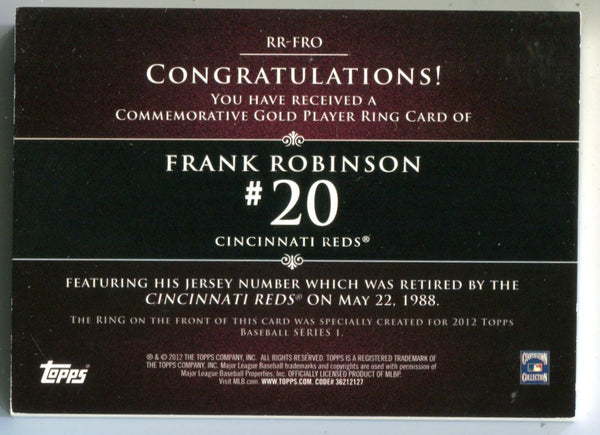 RR-FRO
CONGRATULATIONS!
YOU HAVE RECEIVED A
COMMEMORATIVE GOLD PLAYER RING CARD OF
FRANK ROBINSON
#20
CINCINNATI REDS®
FEATURING HIS JERSEY NUMBER WHICH WAS RETIRED BY THE
CINCINNATI REDS® ON MAY 22, 1988.
THE RING ON THE FRONT OF THIS CARD WAS SPECIALLY CREATED FOR 2012 TOPPS
BASEBALL SERIES 1.
® & © 2012 THE TOPPS COMPANY, INC. ALL RIGHTS RESERVED. TOPPS IS A REGISTERED TRADEMARK OF
THE TOPPS COMPANY, INC. Major League Baseball trademarks and copyrights are used with permission of
Major League Baseball Properties, Inc. OFFICIALLY LICENSED PRODUCT OF MLBP.
Visit MLB.com. WWW.TOPPS.COM. CODE# 36212127
Topps
COOPERSTOWN
COLLECTION